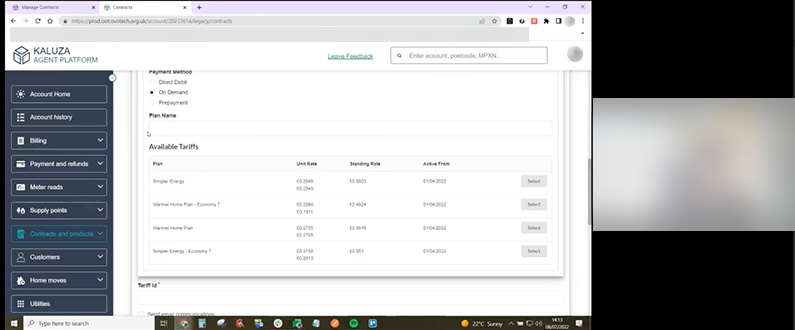 Manage Contracts
Contracts
https://prod.oot.ovotech.org.uk/account/20233614/legacy/contracts
KALUZA
AGENT PLATFORM
Leave Feedback
Enter account, postcode, MPXN...
Account Home
Account history
Billing
Payment and refunds
Meter reads
Supply points
Contracts and products
Customers
Home moves
Utilities
Payment Method
Direct Debit
On Demand
Prepayment
Plan Name
Available Tariffs
Plan Unit Rate Standing Rate Active From
Simpler Energy 01/04/2022 Select
Warmer Home Plan - Economy 7 01/04/2022 Select
Warmer Home Plan 01/04/2022 Select
Simpler Energy - Economy 7 01/04/2022 Select
Tariff Id *
Send email communications
Type here to search
22°C Sunny
14:13
08/07/2022